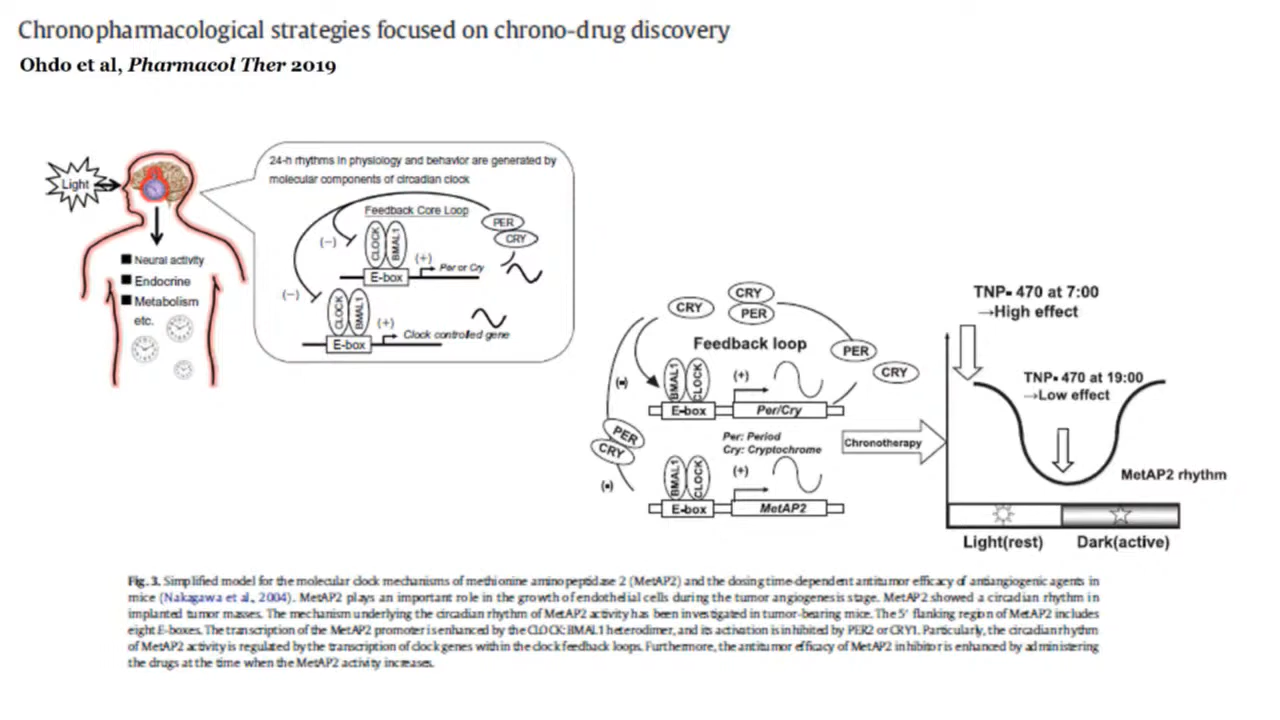 Chronopharmacological strategies focused on chrono-drug discovery
Ohdo et al, Pharmacol Ther 2019
Light
Neural activity
Endocrine
Metabolism
etc.
24-h rhythms in physiology and behavior are generated by
molecular components of circadian clock
Feedback Core Loop
PER
CRY
(−)
CLOCK
BMAL1
(+)
E-box
Per or Cry
(−)
CLOCK
BMAL1
(+)
E-box
Clock controlled gene
CRY
CRY
PER
Feedback loop
PER
CRY
(-)
BMAL1
CLOCK
(+)
E-box
Per/Cry
PER
CRY
Per: Period
Cry: Cryptochrome
(-)
BMAL1
CLOCK
(+)
E-box
MetAP2
Chronotherapy
TNP-470 at 7:00
→High effect
TNP-470 at 19:00
→Low effect
MetAP2 rhythm
Light(rest)
Dark(active)
Fig. 3. Simplified model for the molecular clock mechanisms of methionine aminopeptidase 2 (MetAP2) and the dosing time-dependent antitumor efficacy of antiangiogenic agents in
mice (Nakagawa et al., 2004). MetAP2 plays an important role in the growth of endothelial cells during the tumor angiogenesis stage. MetAP2 showed a circadian rhythm in
implanted tumor masses. The mechanism underlying the circadian rhythm of MetAP2 activity has been investigated in tumor-bearing mice. The 5′ flanking region of MetAP2 includes
eight E-boxes. The transcription of the MetAP2 promoter is enhanced by the CLOCK:BMAL1 heterodimer, and its activation is inhibited by PER2 or CRY1. Particularly, the circadian rhythm
of MetAP2 activity is regulated by the transcription of clock genes within the clock feedback loops. Furthermore, the antitumor efficacy of MetAP2 inhibitor is enhanced by administering
the drugs at the time when the MetAP2 activity increases.